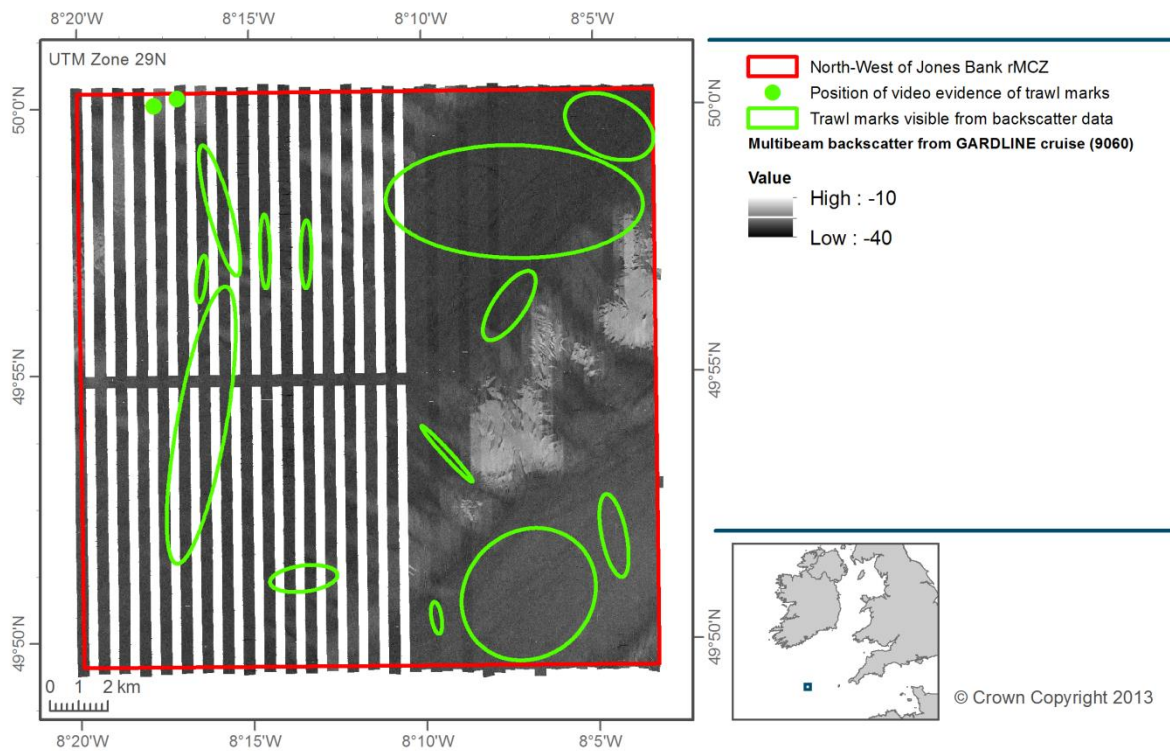 8°20'W 8°15'W 8°10'W 8°5'W
UTM Zone 29N
50°0'N
50°0'N
49°55'N
49°55'N
49°50'N
49°50'N
0 1 2 km
8°20'W 8°15'W 8°10'W 8°5'W
North-West of Jones Bank rMCZ
Position of video evidence of trawl marks
Trawl marks visible from backscatter data
Multibeam backscatter from GARDLINE cruise (9060)
Value
High : -10
Low : -40
© Crown Copyright 2013